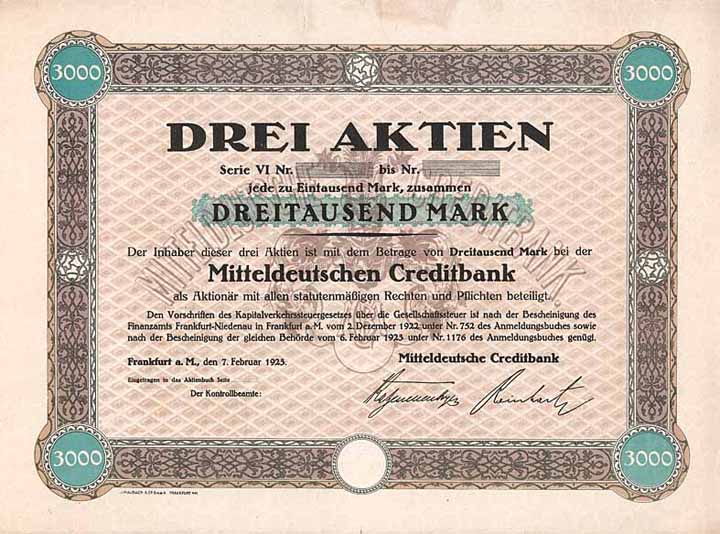 3000
3000
DREI AKTIEN
Serie VI Nr. bis Nr.
jede zu Eintausend Mark, zusammen
DREITAUSEND MARK
Der Inhaber dieser drei Aktien ist mit dem Betrage von Dreitausend Mark bei der
Mitteldeutschen Creditbank
als Aktionär mit allen statutenmäßigen Rechten und Pflichten beteiligt.
Den Vorschriften des Kapitalverkehrssteuergesetzes über die Gesellschaftssteuer ist nach der Bescheinigung des
Finanzamts Frankfurt-Niedenau in Frankfurt a.M. vom 2. Dezember 1922 unter Nr. 752 des Anmeldungsbuches sowie
nach der Bescheinigung der gleichen Behörde vom 6. Februar 1923 unter Nr. 1176 des Anmeldungsbuches genügt.
Frankfurt a. M., den 7. Februar 1923.
Mitteldeutsche Creditbank
Eingetragen in das Aktienbuch Seite
Der Kontrollbeamte:
Reinhartz
3000
3000